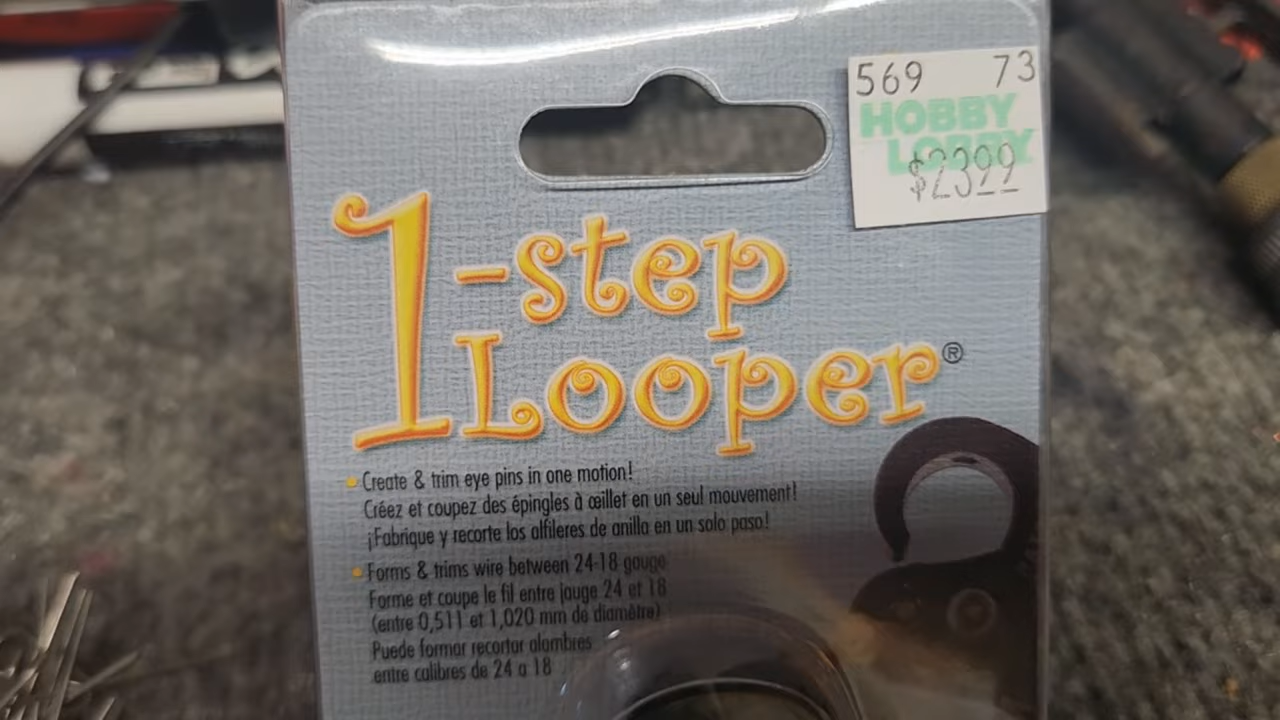 569 73
HOBBY
LOBBY
$23.99
1-step
Looper®
• Create & trim eye pins in one motion!
Créez et coupez des épingles à œillet en un seul mouvement!
¡Fabrique y recorte los alfileres de anilla en un solo paso!
• Forms & trims wire between 24-18 gauge
Forme et coupe le fil entre jauge 24 et 18
(entre 0,511 et 1,020 mm de diamètre)
Puede formar recortar alambres
entre calibres de 24 a 18